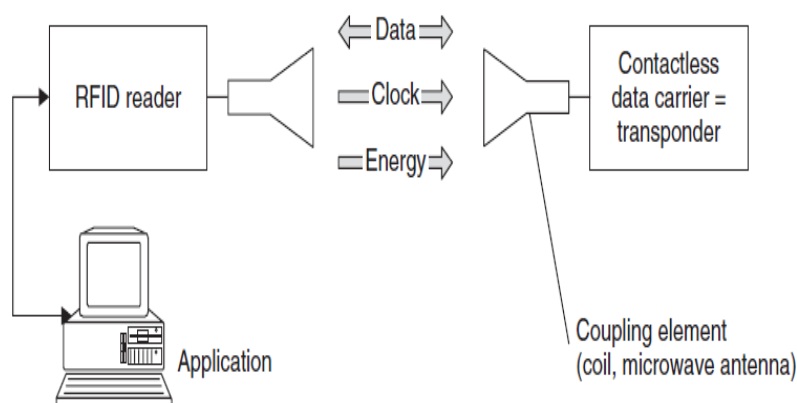 RFID reader
Data
Clock
Energy
Contactless
data carrier =
transponder
Application
Coupling element
(coil, microwave antenna)